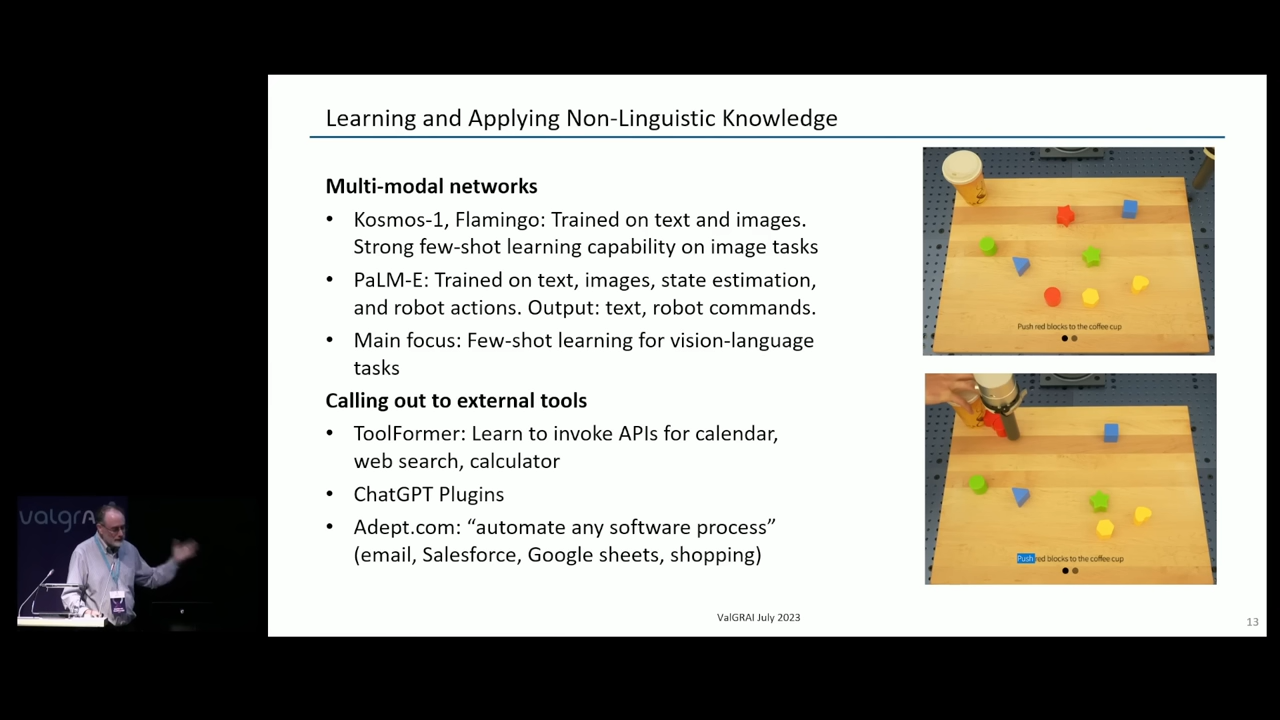 Learning and Applying Non-Linguistic Knowledge
Multi-modal networks
• Kosmos-1, Flamingo: Trained on text and images.
Strong few-shot learning capability on image tasks
• PaLM-E: Trained on text, images, state estimation,
and robot actions. Output: text, robot commands.
• Main focus: Few-shot learning for vision-language
tasks
Calling out to external tools
• ToolFormer: Learn to invoke APIs for calendar,
web search, calculator
• ChatGPT Plugins
• Adept.com: “automate any software process”
(email, Salesforce, Google sheets, shopping)
Push red blocks to the coffee cup
Push red blocks to the coffee cup
ValGRAI July 2023
13
valgrA